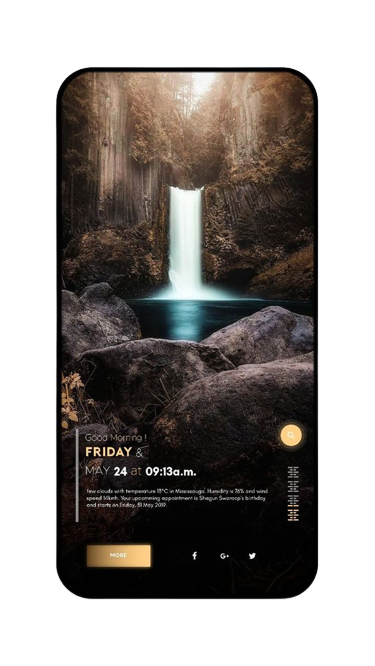 Good Morning !
FRIDAY &
MAY 24 at 09:13a.m.
few clouds with temperature 15°C in Mississauga. Humidity is 76% and wind
speed 14kmh. Your upcoming appointment is Shagun Swaroop's birthday
and starts on Friday, 31 May 2019.
MORE
G+